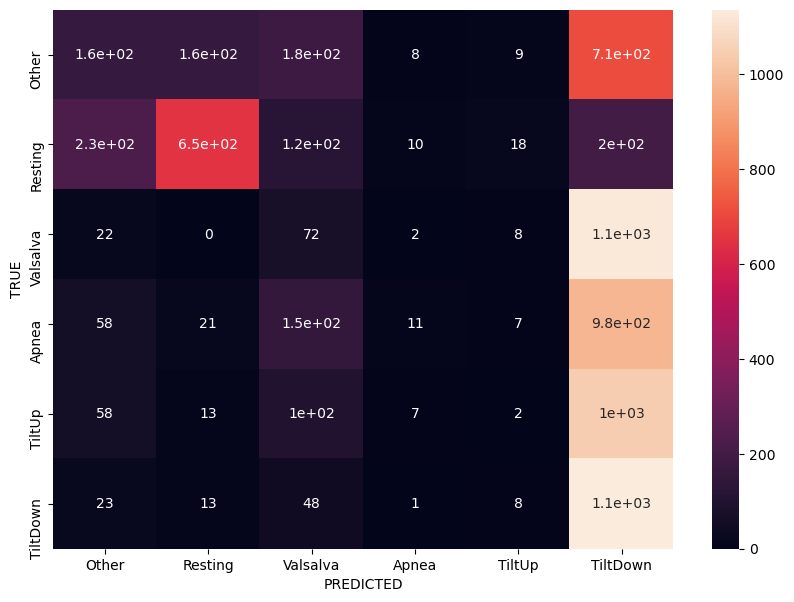 Other 1.6e+02 1.6e+02 1.8e+02 8 9 7.1e+02
Resting 2.3e+02 6.5e+02 1.2e+02 10 18 2e+02
Valsalva 22 0 72 2 8 1.1e+03
Apnea 58 21 1.5e+02 11 7 9.8e+02
TiltUp 58 13 1e+02 7 2 1e+03
TiltDown 23 13 48 1 8 1.1e+03
TRUE
Other Resting Valsalva Apnea TiltUp TiltDown
PREDICTED
1000
800
600
400
200
0